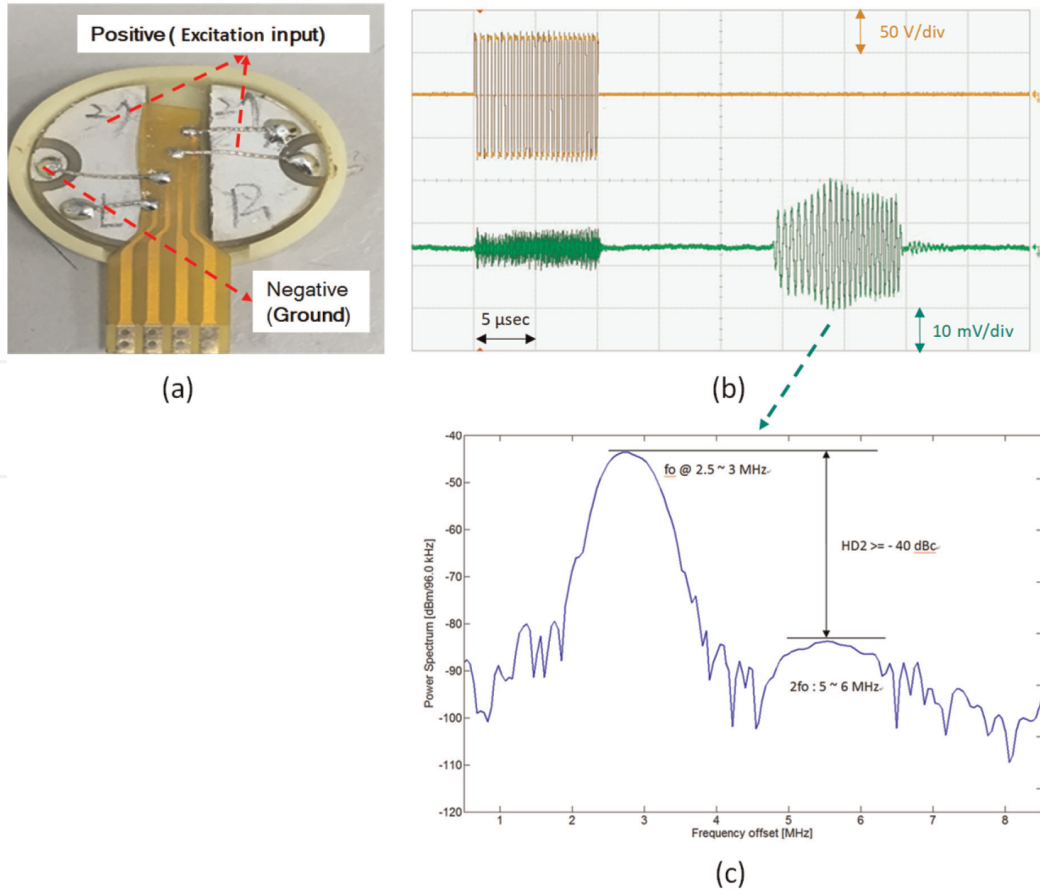 Positive ( Excitation input)
Negative
(Ground)
(a)
50 V/div
5 µsec
10 mV/div
(b)
-40
-50
-60
-70
-80
-90
-100
-110
-120
Power Spectrum [dBm/96.0 kHz]
fo @ 2.5 ~ 3 MHz
HD2 >= - 40 dBc
2fo : 5 ~ 6 MHz
1 2 3 4 5 6 7 8
Frequency offset [MHz]
(c)